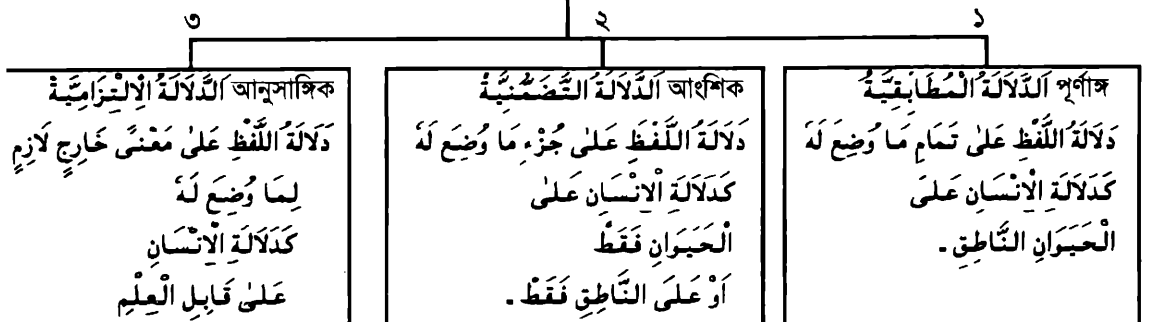 ১
২
৩
اَلدَّلَالَةُ الْمُطَابَقِيَّةُ পূর্ণাঙ্গ
دَلَالَةُ اللَّفْظِ عَلٰى تَمَامِ مَا وُضِعَ لَهٗ
كَدَلَالَةِ الْاِنْسَانِ عَلَى
الْحَيَوَانِ النَّاطِقِ ـ
اَلدَّلَالَةُ التَّضَمُّنِيَّةُ আংশিক
دَلَالَةُ اللَّفْظِ عَلٰى جُزْءِ مَا وُضِعَ لَهٗ
كَدَلَالَةِ الْاِنْسَانِ عَلٰى
الْحَيَوَانِ فَقَطْ
اَوْ عَلَى النَّاطِقِ فَقَطْ ـ
اَلدَّلَالَةُ الْاِلْتِزَامِيَّةُ আনুসাঙ্গিক
دَلَالَةُ اللَّفْظِ عَلٰى مَعْنًى خَارِجٍ لَازِمٍ
لِمَا وُضِعَ لَهٗ
كَدَلَالَةِ الْاِنْسَانِ
عَلٰى قَابِلِ الْعِلْمِ